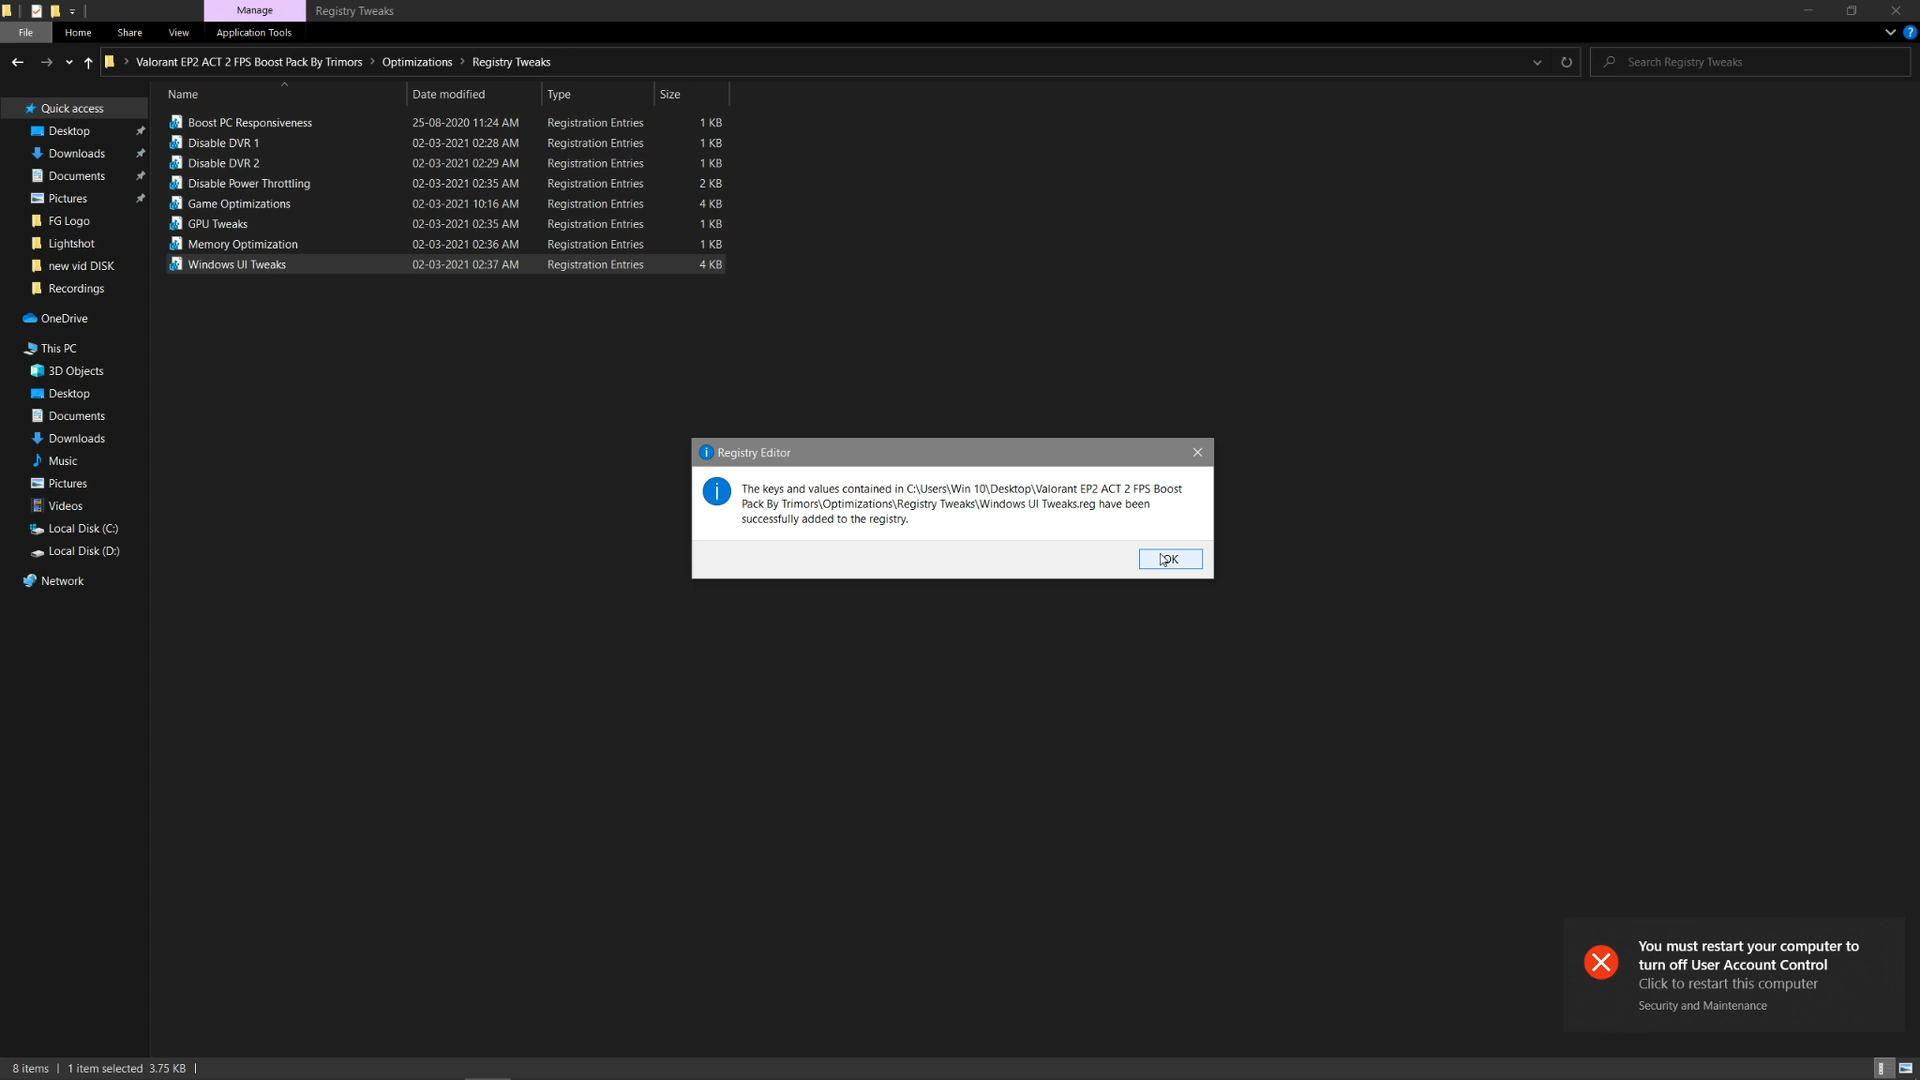 Manage
Registry Tweaks
File
Home
Share
View
Application Tools
Valorant EP2 ACT 2 FPS Boost Pack By Trimors > Optimizations > Registry Tweaks
Search Registry Tweaks
Name
Date modified
Type
Size
Boost PC Responsiveness 25-08-2020 11:24 AM Registration Entries 1 KB
Disable DVR 1 02-03-2021 02:28 AM Registration Entries 1 KB
Disable DVR 2 02-03-2021 02:29 AM Registration Entries 1 KB
Disable Power Throttling 02-03-2021 02:35 AM Registration Entries 2 KB
Game Optimizations 02-03-2021 10:16 AM Registration Entries 4 KB
GPU Tweaks 02-03-2021 02:35 AM Registration Entries 1 KB
Memory Optimization 02-03-2021 02:36 AM Registration Entries 1 KB
Windows UI Tweaks 02-03-2021 02:37 AM Registration Entries 4 KB
Quick access
Desktop
Downloads
Documents
Pictures
FG Logo
Lightshot
new vid DISK
Recordings
OneDrive
This PC
3D Objects
Desktop
Documents
Downloads
Music
Pictures
Videos
Local Disk (C:)
Local Disk (D:)
Network
Registry Editor
The keys and values contained in C:\Users\Win 10\Desktop\Valorant EP2 ACT 2 FPS Boost
Pack By Trimors\Optimizations\Registry Tweaks\Windows UI Tweaks.reg have been
successfully added to the registry.
OK
You must restart your computer to
turn off User Account Control
Click to restart this computer
Security and Maintenance
8 items | 1 item selected 3.75 KB |